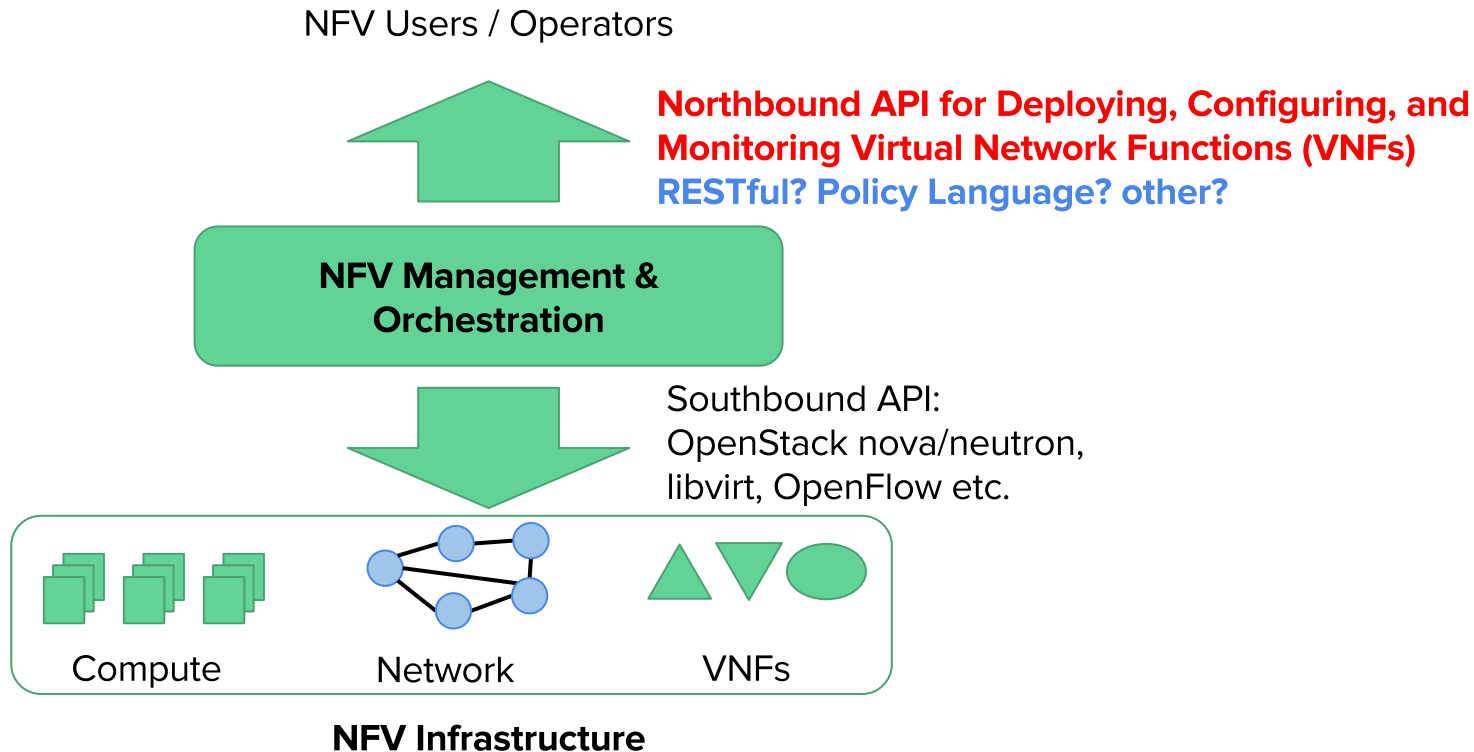 NFV Users / Operators
Northbound API for Deploying, Configuring, and
Monitoring Virtual Network Functions (VNFs)
RESTful? Policy Language? other?
NFV Management &
Orchestration
Southbound API:
OpenStack nova/neutron,
libvirt, OpenFlow etc.
Compute
Network
VNFs
NFV Infrastructure